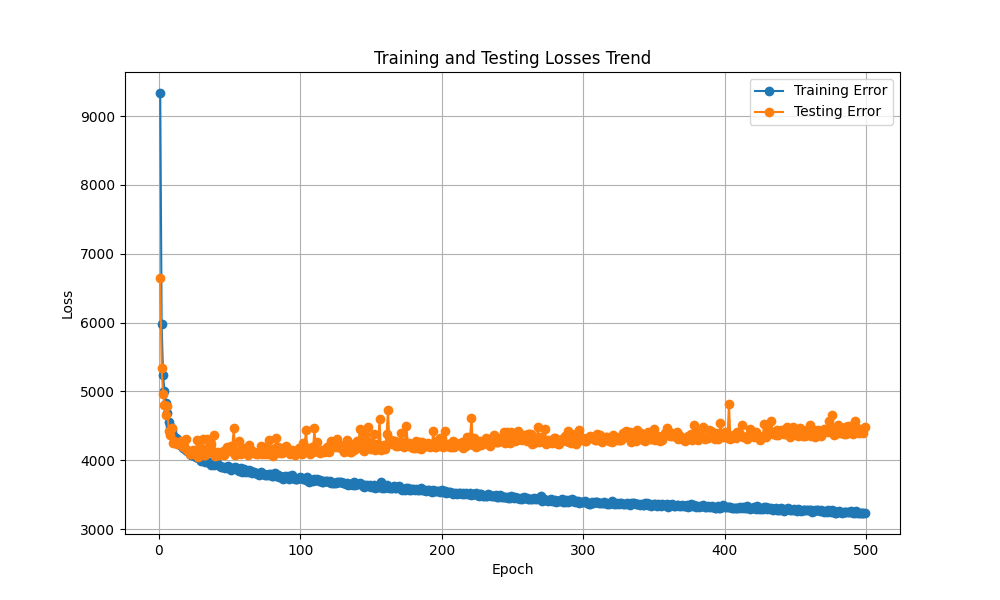 Training and Testing Losses Trend
Training Error
Testing Error
9000
8000
7000
6000
5000
4000
3000
Loss
0 100 200 300 400 500
Epoch